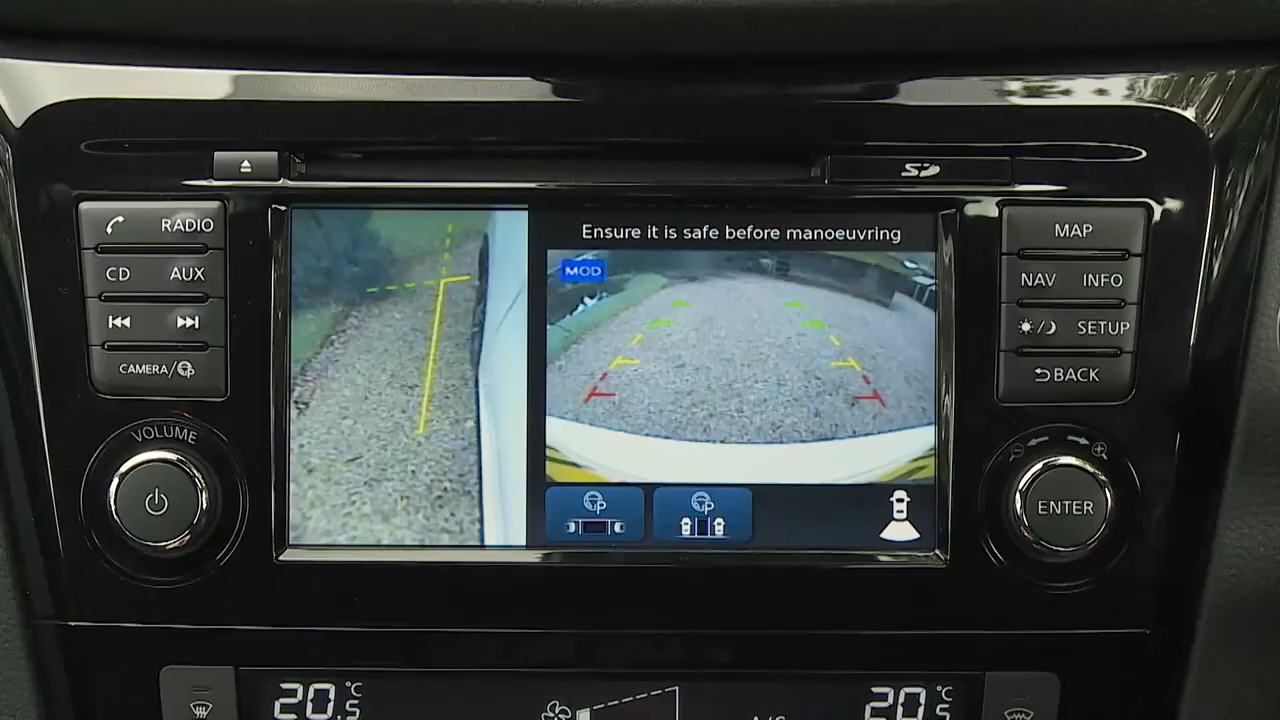 SD
RADIO
CD AUX
CAMERA/P
VOLUME
Ensure it is safe before manoeuvring
MOD
P
P
MAP
NAV INFO
SETUP
BACK
ENTER
20.5°C
20.5°C